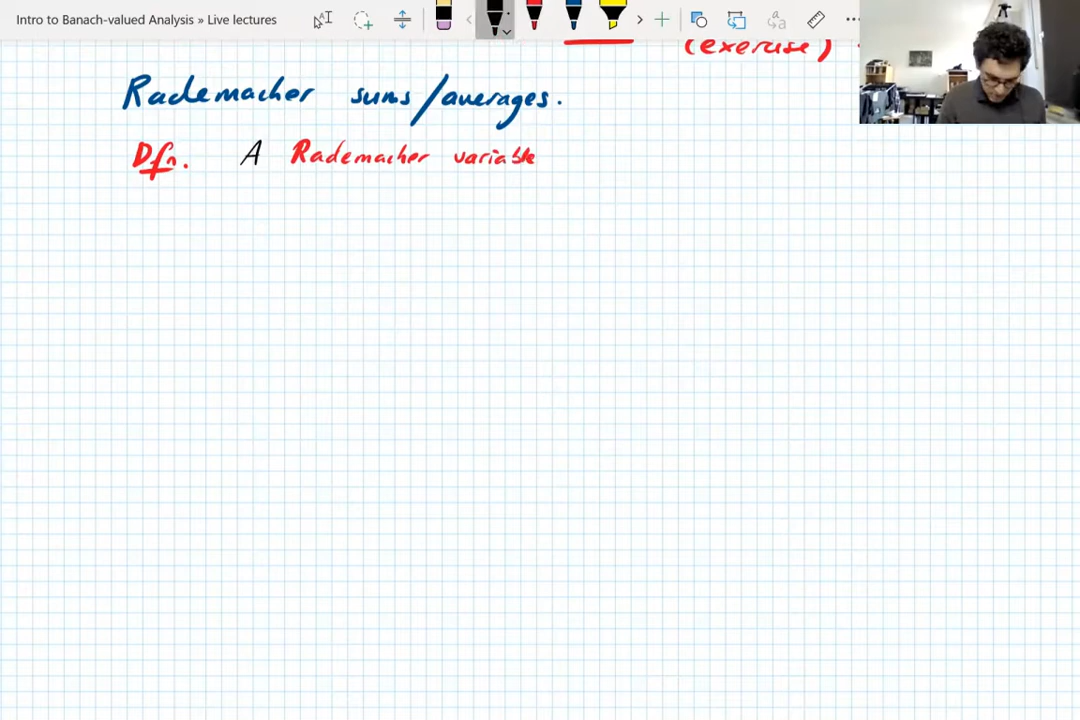 Intro to Banach-valued Analysis » Live lectures
(exercise)
Rademacher sums/averages.
Dfn. A Rademacher variable